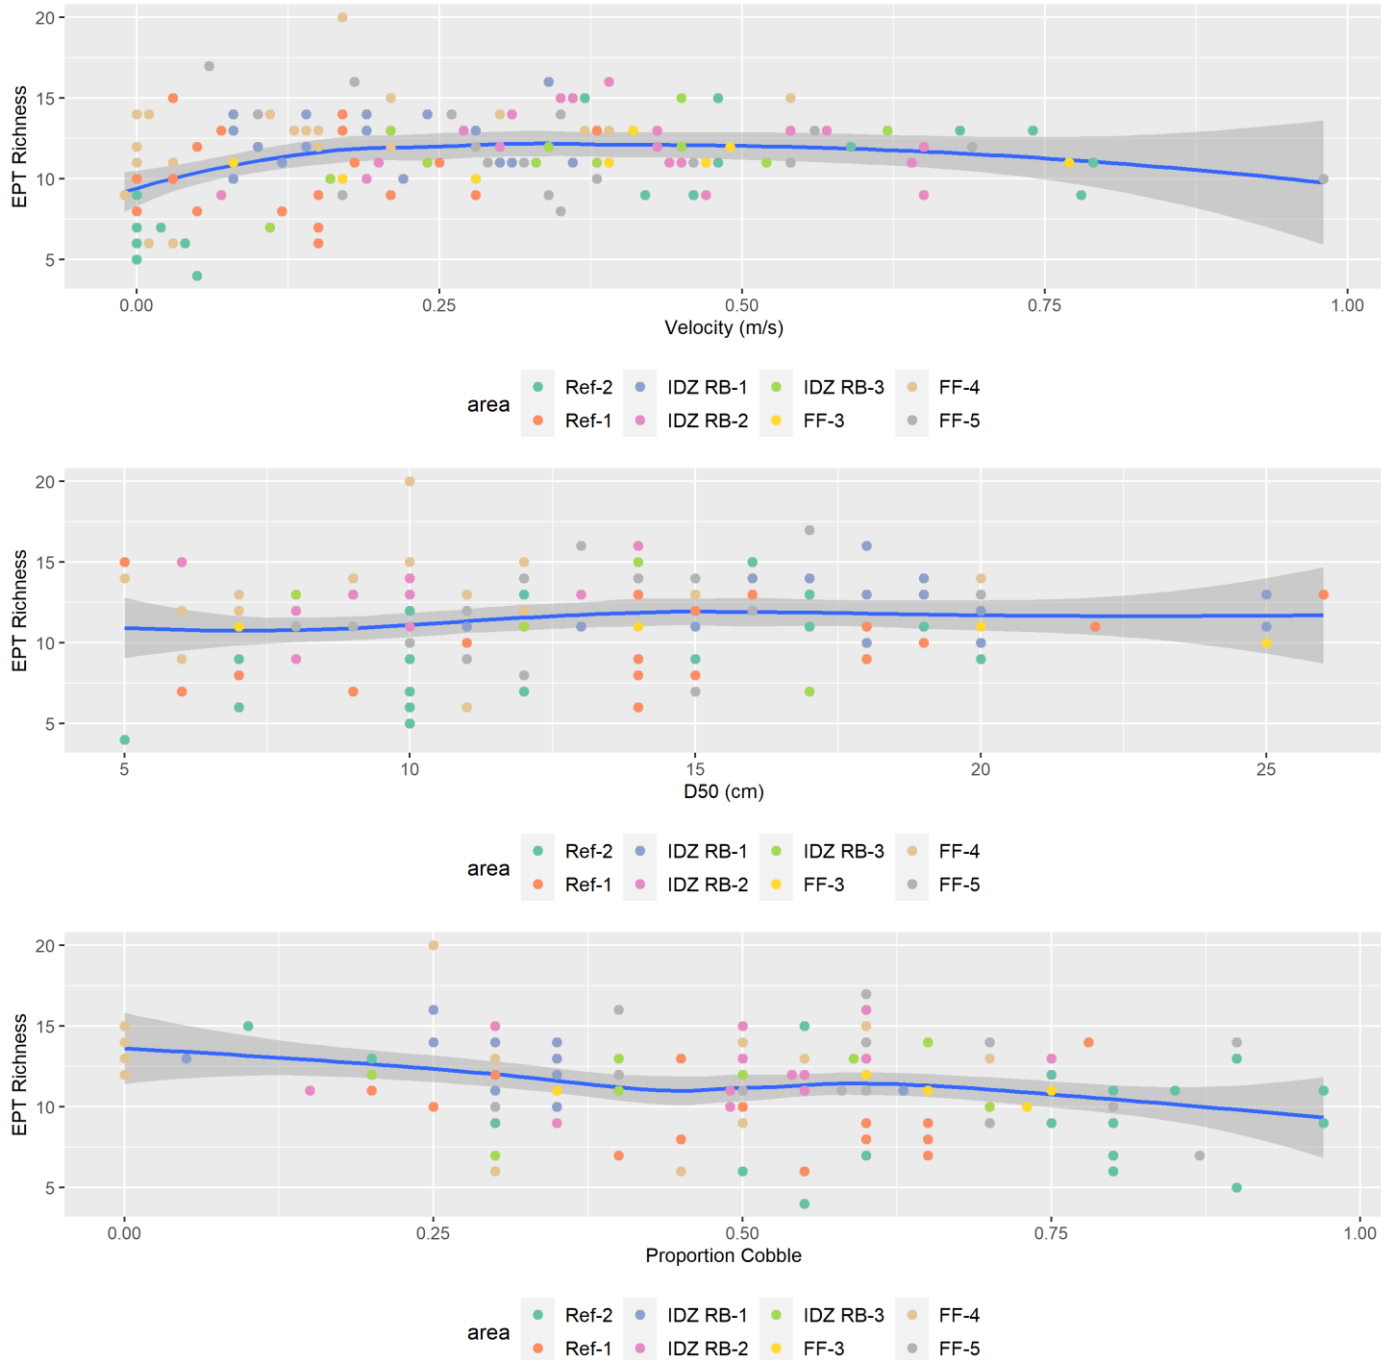 20
15
10
5
EPT Richness
0.00 0.25 0.50 0.75 1.00
Velocity (m/s)
area
Ref-2 IDZ RB-1 IDZ RB-3 FF-4
Ref-1 IDZ RB-2 FF-3 FF-5
20
15
10
5
EPT Richness
5 10 15 20 25
D50 (cm)
area
Ref-2 IDZ RB-1 IDZ RB-3 FF-4
Ref-1 IDZ RB-2 FF-3 FF-5
20
15
10
5
EPT Richness
0.00 0.25 0.50 0.75 1.00
Proportion Cobble
area
Ref-2 IDZ RB-1 IDZ RB-3 FF-4
Ref-1 IDZ RB-2 FF-3 FF-5